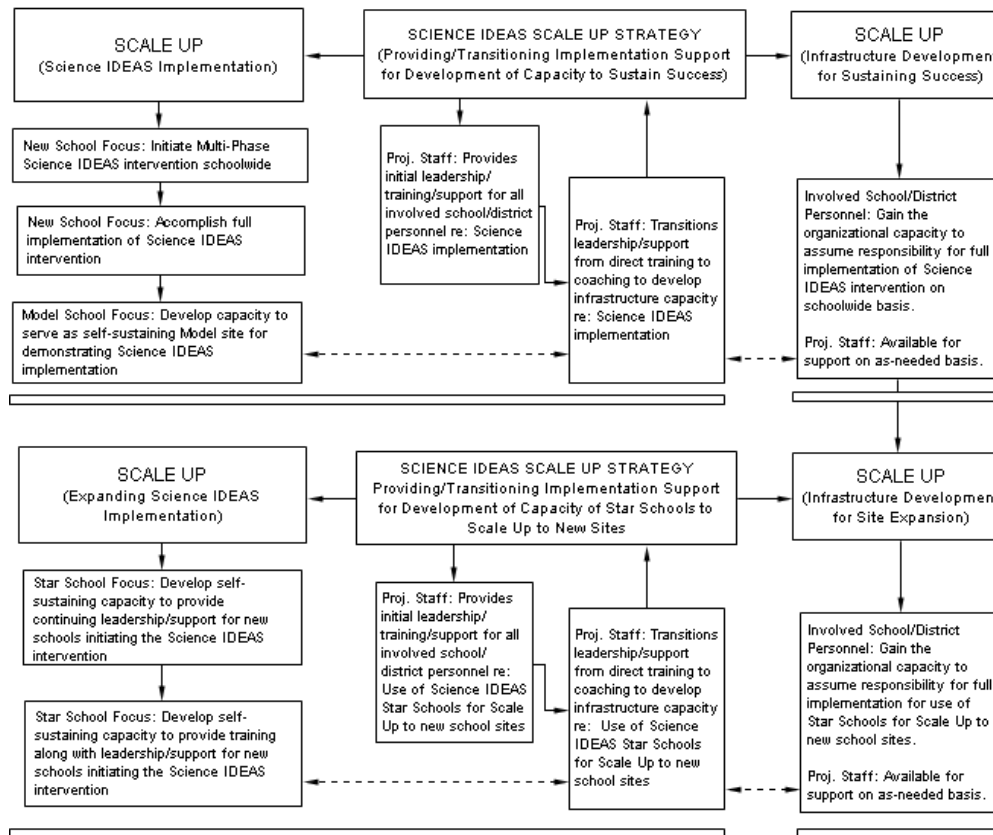 SCALE UP
(Science IDEAS Implementation)
New School Focus: Initiate Multi-Phase
Science IDEAS intervention schoolwide
New School Focus: Accomplish full
implementation of Science IDEAS
intervention
Model School Focus: Develop capacity to
serve as self-sustaining Model site for
demonstrating Science IDEAS
implementation
SCIENCE IDEAS SCALE UP STRATEGY
(Providing/Transitioning Implementation Support
for Development of Capacity to Sustain Success)
Proj. Staff: Provides
initial leadership/
training/support for all
involved school/district
personnel re: Science
IDEAS implementation
Proj. Staff: Transitions
leadership/support
from direct training to
coaching to develop
infrastructure capacity
re: Science IDEAS
implementation
SCALE UP
(Infrastructure Development
for Sustaining Success)
Involved School/District
Personnel: Gain the
organizational capacity to
assume responsibility for full
implementation of Science
IDEAS intervention on
schoolwide basis.
Proj. Staff: Available for
support on as-needed basis.
SCALE UP
(Expanding Science IDEAS
Implementation)
Star School Focus: Develop self-
sustaining capacity to provide
continuing leadership/support for new
schools initiating the Science IDEAS
intervention
Star School Focus: Develop self-
sustaining capacity to provide training
along with leadership/support for new
schools initiating the Science IDEAS
intervention
SCIENCE IDEAS SCALE UP STRATEGY
Providing/Transitioning Implementation Support
for Development of Capacity of Star Schools to
Scale Up to New Sites
Proj. Staff: Provides
initial leadership/
training/support for all
involved school/
district personnel re:
Use of Science IDEAS
Star Schools for Scale
Up to new school sites
Proj. Staff: Transitions
leadership/support
from direct training to
coaching to develop
infrastructure capacity
re: Use of Science
IDEAS Star Schools
for Scale Up to new
school sites
SCALE UP
(Infrastructure Development
for Site Expansion)
Involved School/District
Personnel: Gain the
organizational capacity to
assume responsibility for full
implementation for use of
Star Schools for Scale Up to
new school sites.
Proj. Staff: Available for
support on as-needed basis.